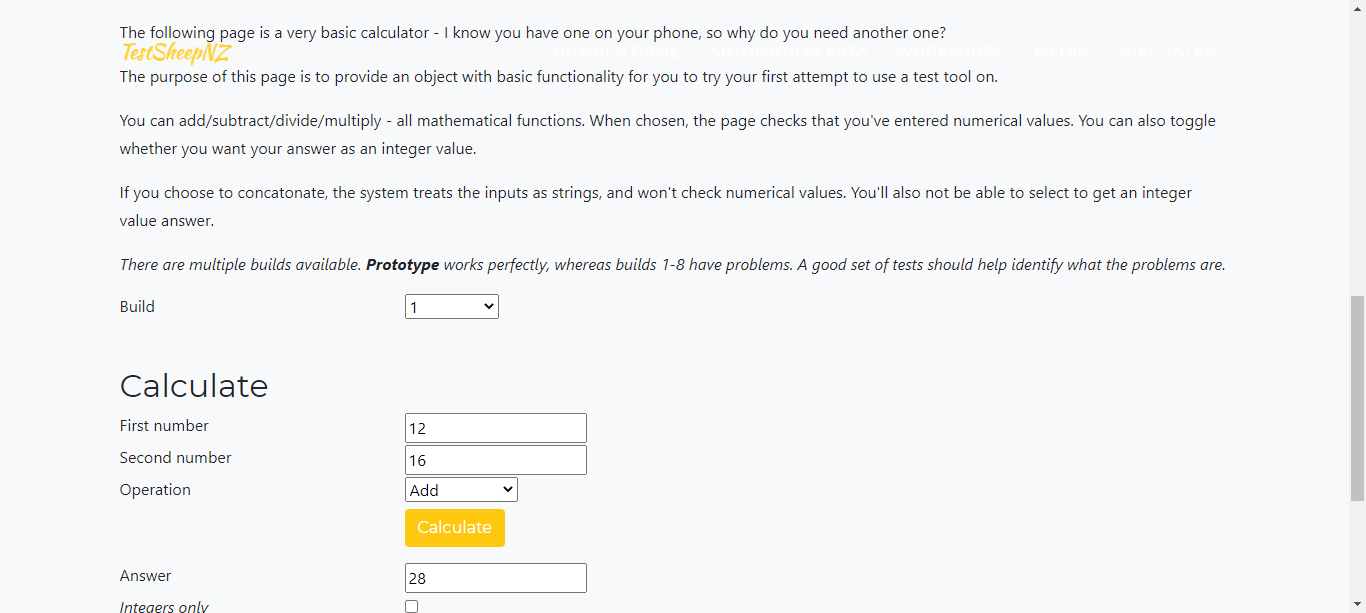 The following page is a very basic calculator - I know you have one on your phone, so why do you need another one?
TestSheepNZ
NUMBER GAME AUTOMATION BETA WORKSHOPS MEDIA MIKE TALKS
The purpose of this page is to provide an object with basic functionality for you to try your first attempt to use a test tool on.
You can add/subtract/divide/multiply - all mathematical functions. When chosen, the page checks that you've entered numerical values. You can also toggle
whether you want your answer as an integer value.
If you choose to concatonate, the system treats the inputs as strings, and won't check numerical values. You'll also not be able to select to get an integer
value answer.
There are multiple builds available. Prototype works perfectly, whereas builds 1-8 have problems. A good set of tests should help identify what the problems are.
Build 1
Calculate
First number 12
Second number 16
Operation Add
Calculate
Answer 28
Integers only